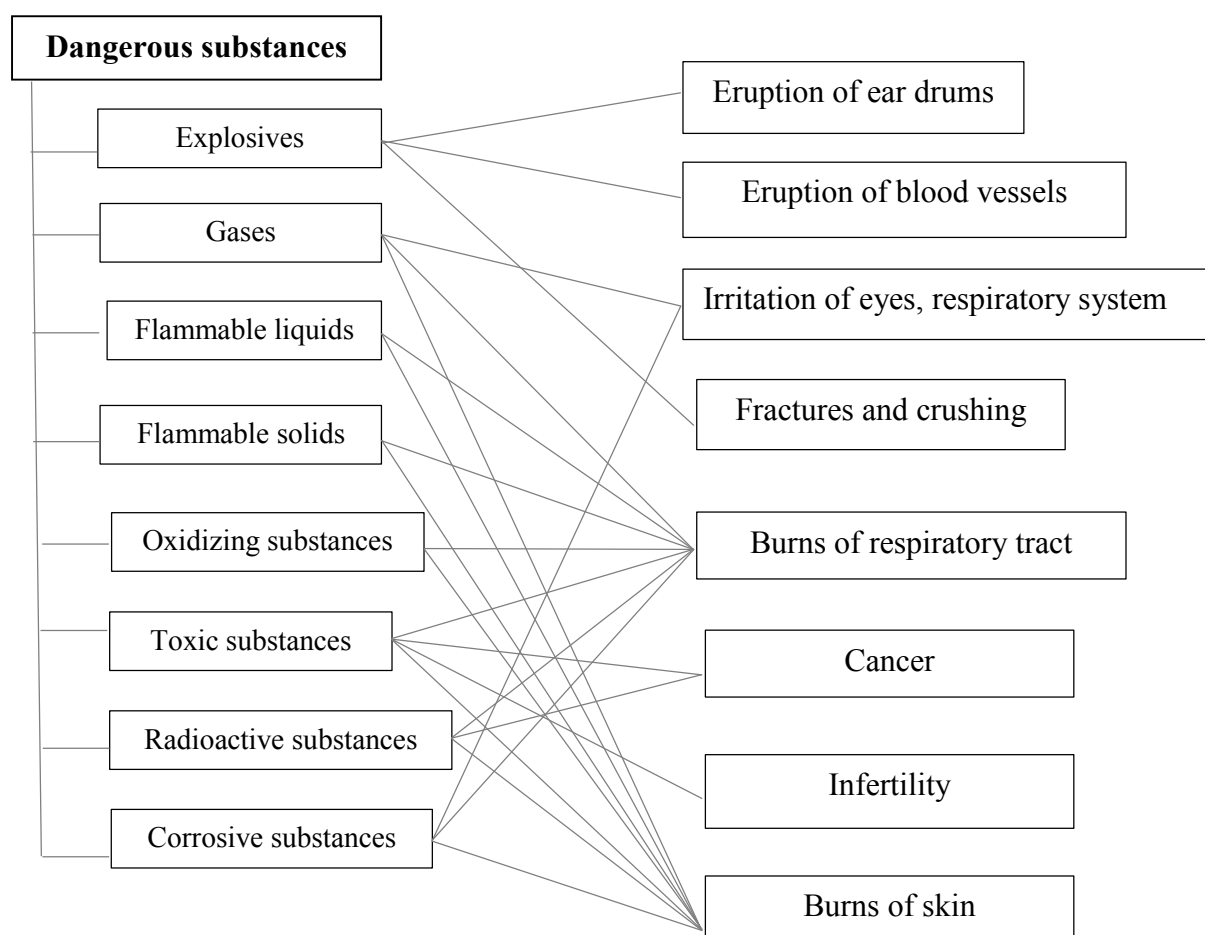 Dangerous substances
Explosives
Gases
Flammable liquids
Flammable solids
Oxidizing substances
Toxic substances
Radioactive substances
Corrosive substances
Eruption of ear drums
Eruption of blood vessels
Irritation of eyes, respiratory system
Fractures and crushing
Burns of respiratory tract
Cancer
Infertility
Burns of skin